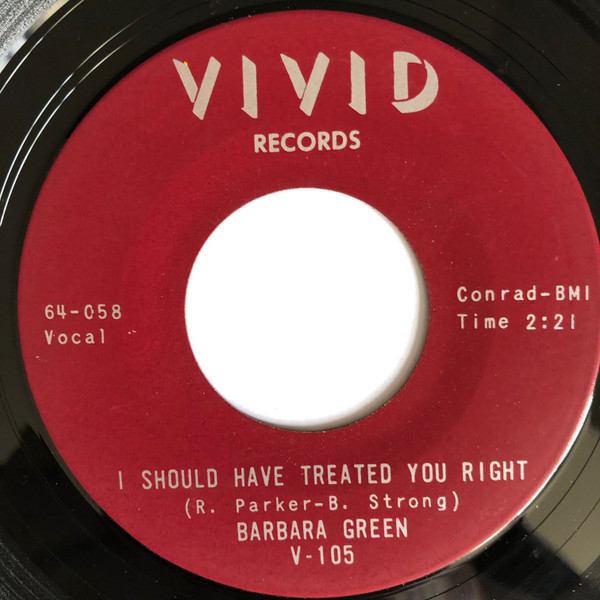 VIVID
RECORDS
64-058
Vocal
Conrad-BMI
Time 2:21
I SHOULD HAVE TREATED YOU RIGHT
(R. Parker-B. Strong)
BARBARA GREEN
V-105